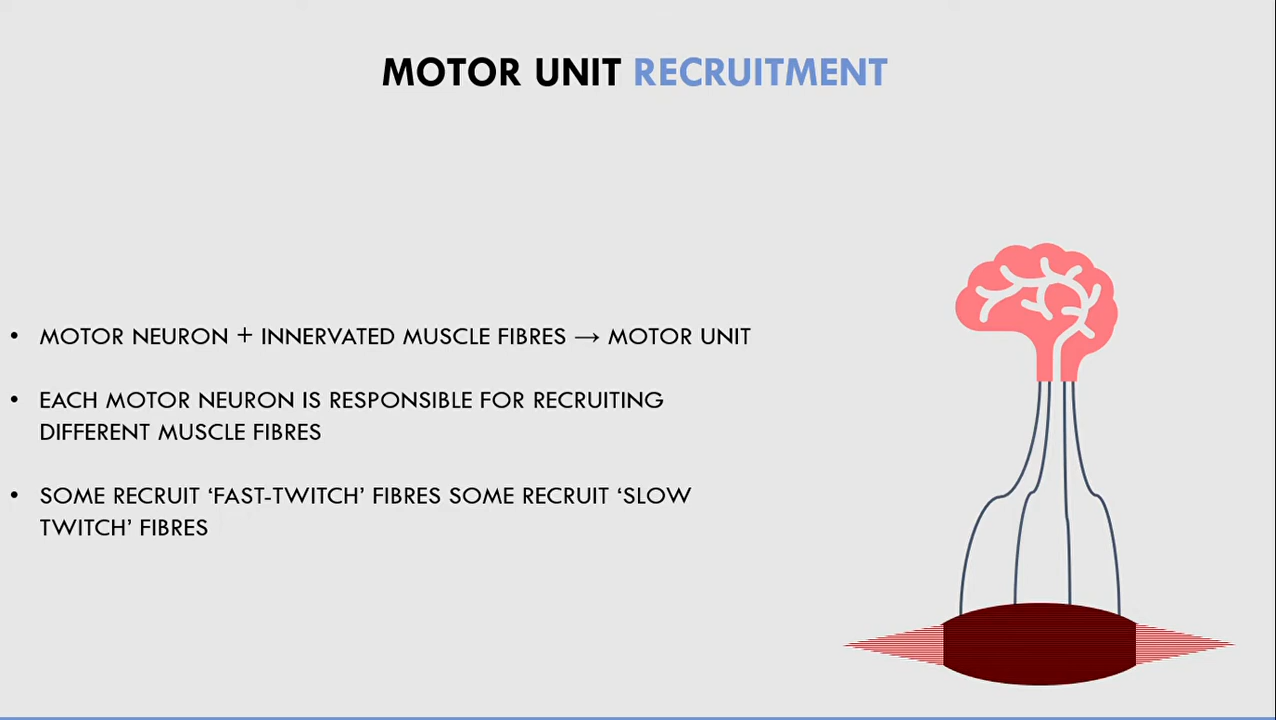 MOTOR UNIT RECRUITMENT
• MOTOR NEURON + INNERVATED MUSCLE FIBRES → MOTOR UNIT
• EACH MOTOR NEURON IS RESPONSIBLE FOR RECRUITING
DIFFERENT MUSCLE FIBRES
• SOME RECRUIT ‘FAST-TWITCH’ FIBRES SOME RECRUIT ‘SLOW
TWITCH’ FIBRES